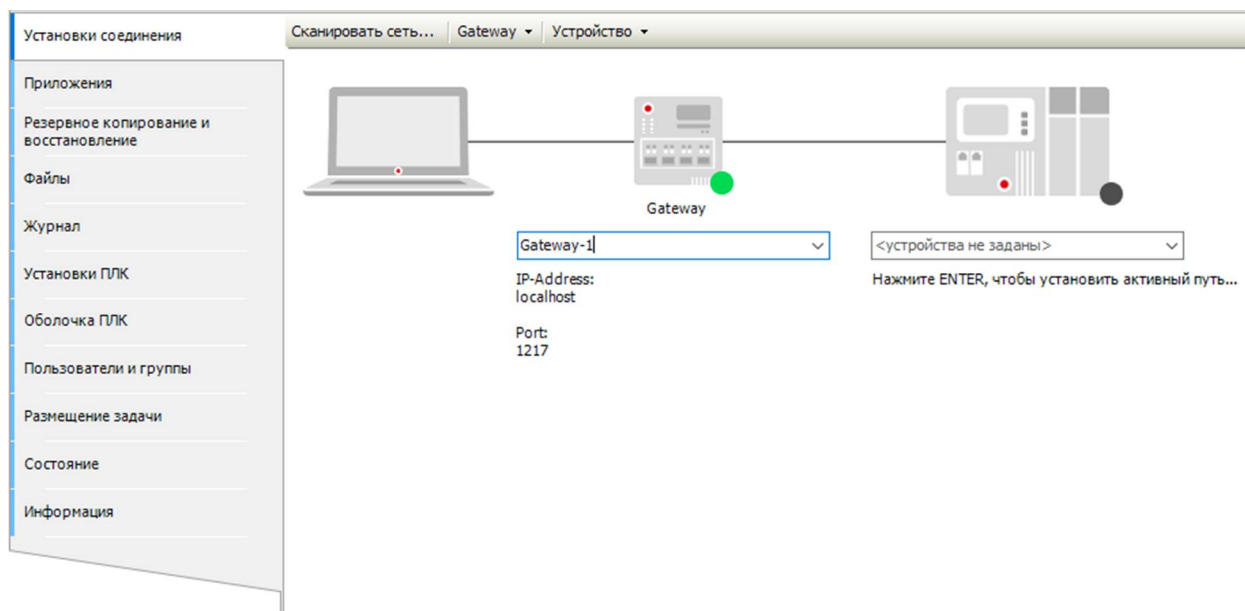 Установки соединения
Сканировать сеть... Gateway Устройство
Приложения
Резервное копирование и
восстановление
Файлы
Журнал
Установки ПЛК
Оболочка ПЛК
Пользователи и группы
Размещение задачи
Состояние
Информация
Gateway
Gateway-1
IP-Address:
localhost
Port:
1217
<устройства не заданы>
Нажмите ENTER, чтобы установить активный путь...